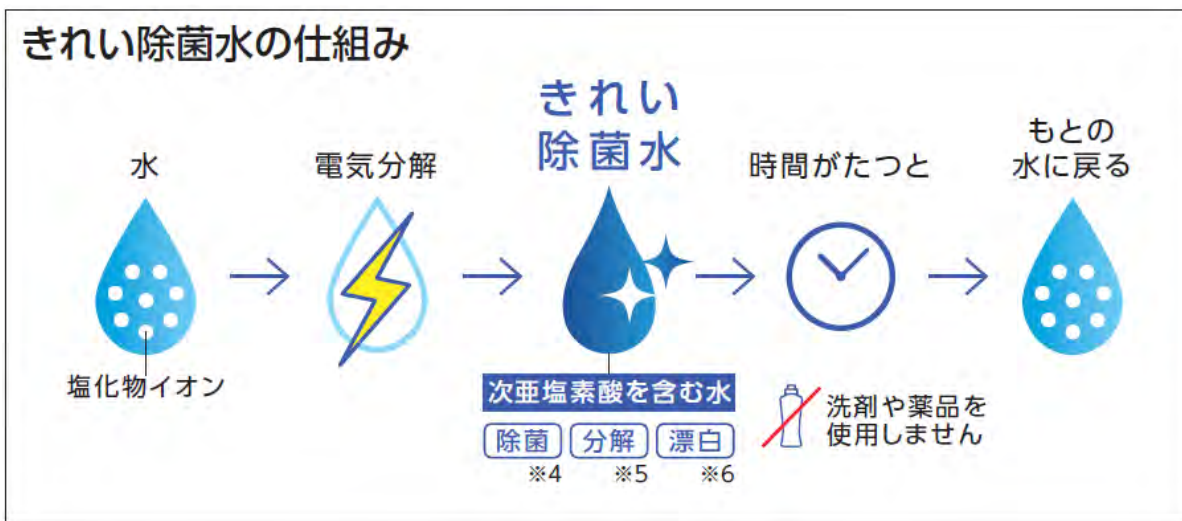 きれい除菌水の仕組み
水
電気分解
きれい
除菌水
時間がたつと
もとの
水に戻る
塩化物イオン
次亜塩素酸を含む水
除菌 分解 漂白
※4 ※5 ※6
洗剤や薬品を
使用しません